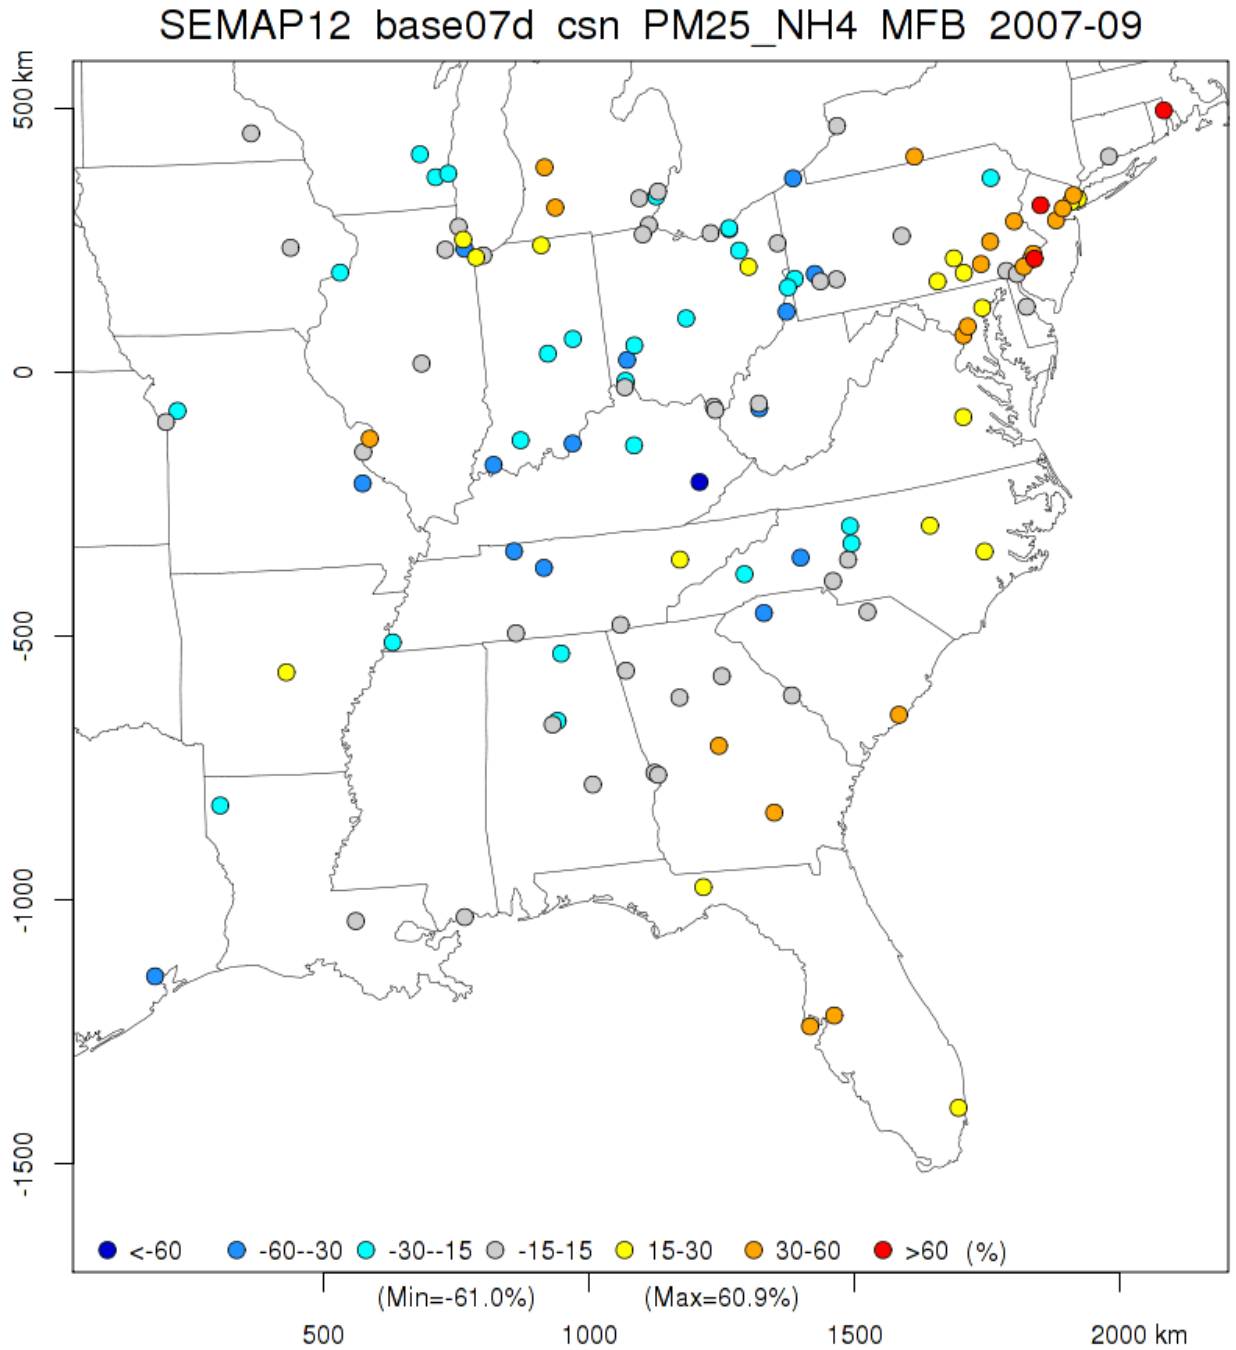 SEMAP12 base07d csn PM25_NH4 MFB 2007-09
500 km
0
-500
-1000
-1500
<-60 -60--30 -30--15 -15-15 15-30 30-60 >60 (%)
(Min=-61.0%) (Max=60.9%)
500 1000 1500 2000 km